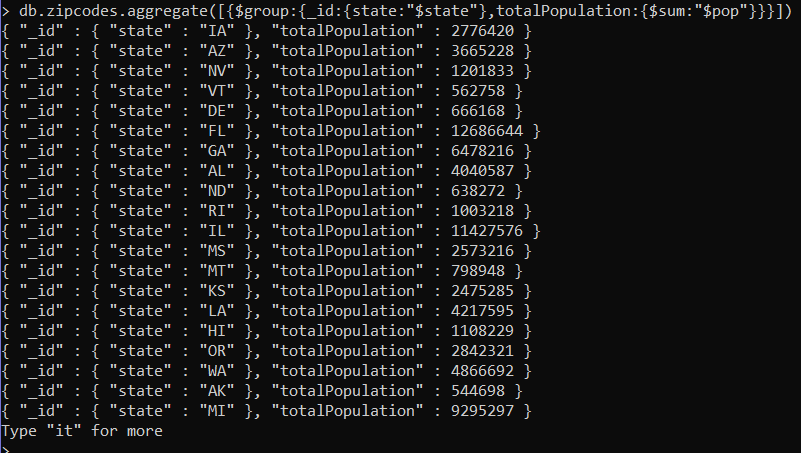 > db.zipcodes.aggregate([{$group:{_id:{state:"$state"},totalPopulation:{$sum:"$pop"}}}])
{ "_id" : { "state" : "IA" }, "totalPopulation" : 2776420 }
{ "_id" : { "state" : "AZ" }, "totalPopulation" : 3665228 }
{ "_id" : { "state" : "NV" }, "totalPopulation" : 1201833 }
{ "_id" : { "state" : "VT" }, "totalPopulation" : 562758 }
{ "_id" : { "state" : "DE" }, "totalPopulation" : 666168 }
{ "_id" : { "state" : "FL" }, "totalPopulation" : 12686644 }
{ "_id" : { "state" : "GA" }, "totalPopulation" : 6478216 }
{ "_id" : { "state" : "AL" }, "totalPopulation" : 4040587 }
{ "_id" : { "state" : "ND" }, "totalPopulation" : 638272 }
{ "_id" : { "state" : "RI" }, "totalPopulation" : 1003218 }
{ "_id" : { "state" : "IL" }, "totalPopulation" : 11427576 }
{ "_id" : { "state" : "MS" }, "totalPopulation" : 2573216 }
{ "_id" : { "state" : "MT" }, "totalPopulation" : 798948 }
{ "_id" : { "state" : "KS" }, "totalPopulation" : 2475285 }
{ "_id" : { "state" : "LA" }, "totalPopulation" : 4217595 }
{ "_id" : { "state" : "HI" }, "totalPopulation" : 1108229 }
{ "_id" : { "state" : "OR" }, "totalPopulation" : 2842321 }
{ "_id" : { "state" : "WA" }, "totalPopulation" : 4866692 }
{ "_id" : { "state" : "AK" }, "totalPopulation" : 544698 }
{ "_id" : { "state" : "MI" }, "totalPopulation" : 9295297 }
Type "it" for more
>